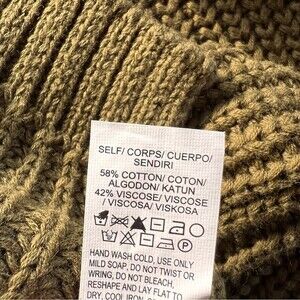 SELF/ CORPS/ CUERPO/
SENDIRI
58% COTTON/ COTON/
ALGODON/ KATUN
42% VISCOSE/ VISCOSE
/ VISCOSA/ VISKOSA
HAND WASH COLD, USE ONLY
MILD SOAP, DO NOT TWIST OR
WRING, DO NOT BLEACH,
RESHAPE AND LAY FLAT TO
DRY, COOL IRON,